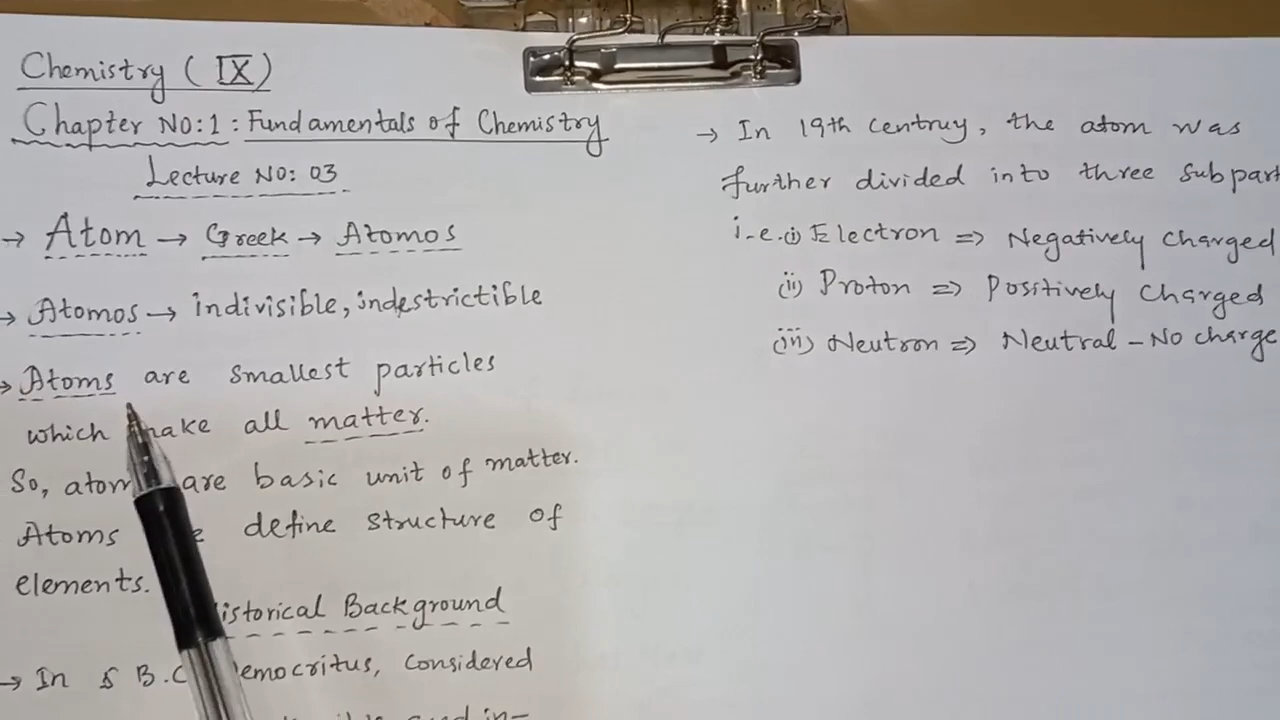 Chemistry (IX)
Chapter NO:1: Fundamentals of Chemistry
Lecture NO: 03
→ Atom → Greek → Atomos
→ Atomos → indivisible, indestrictible
→ Atoms are smallest particles
which make all matter.
So, atom are basic unit of matter.
Atoms define structure of
elements.
Historical Background
→ In 5 B.C Democritus, Considered
→ In 19th Centruy, the atom was
further divided into three subpart
i.e.(i) Electron => Negatively Charged
(ii) Proton => Positively Charged
(iii) Neutron => Neutral - No charge